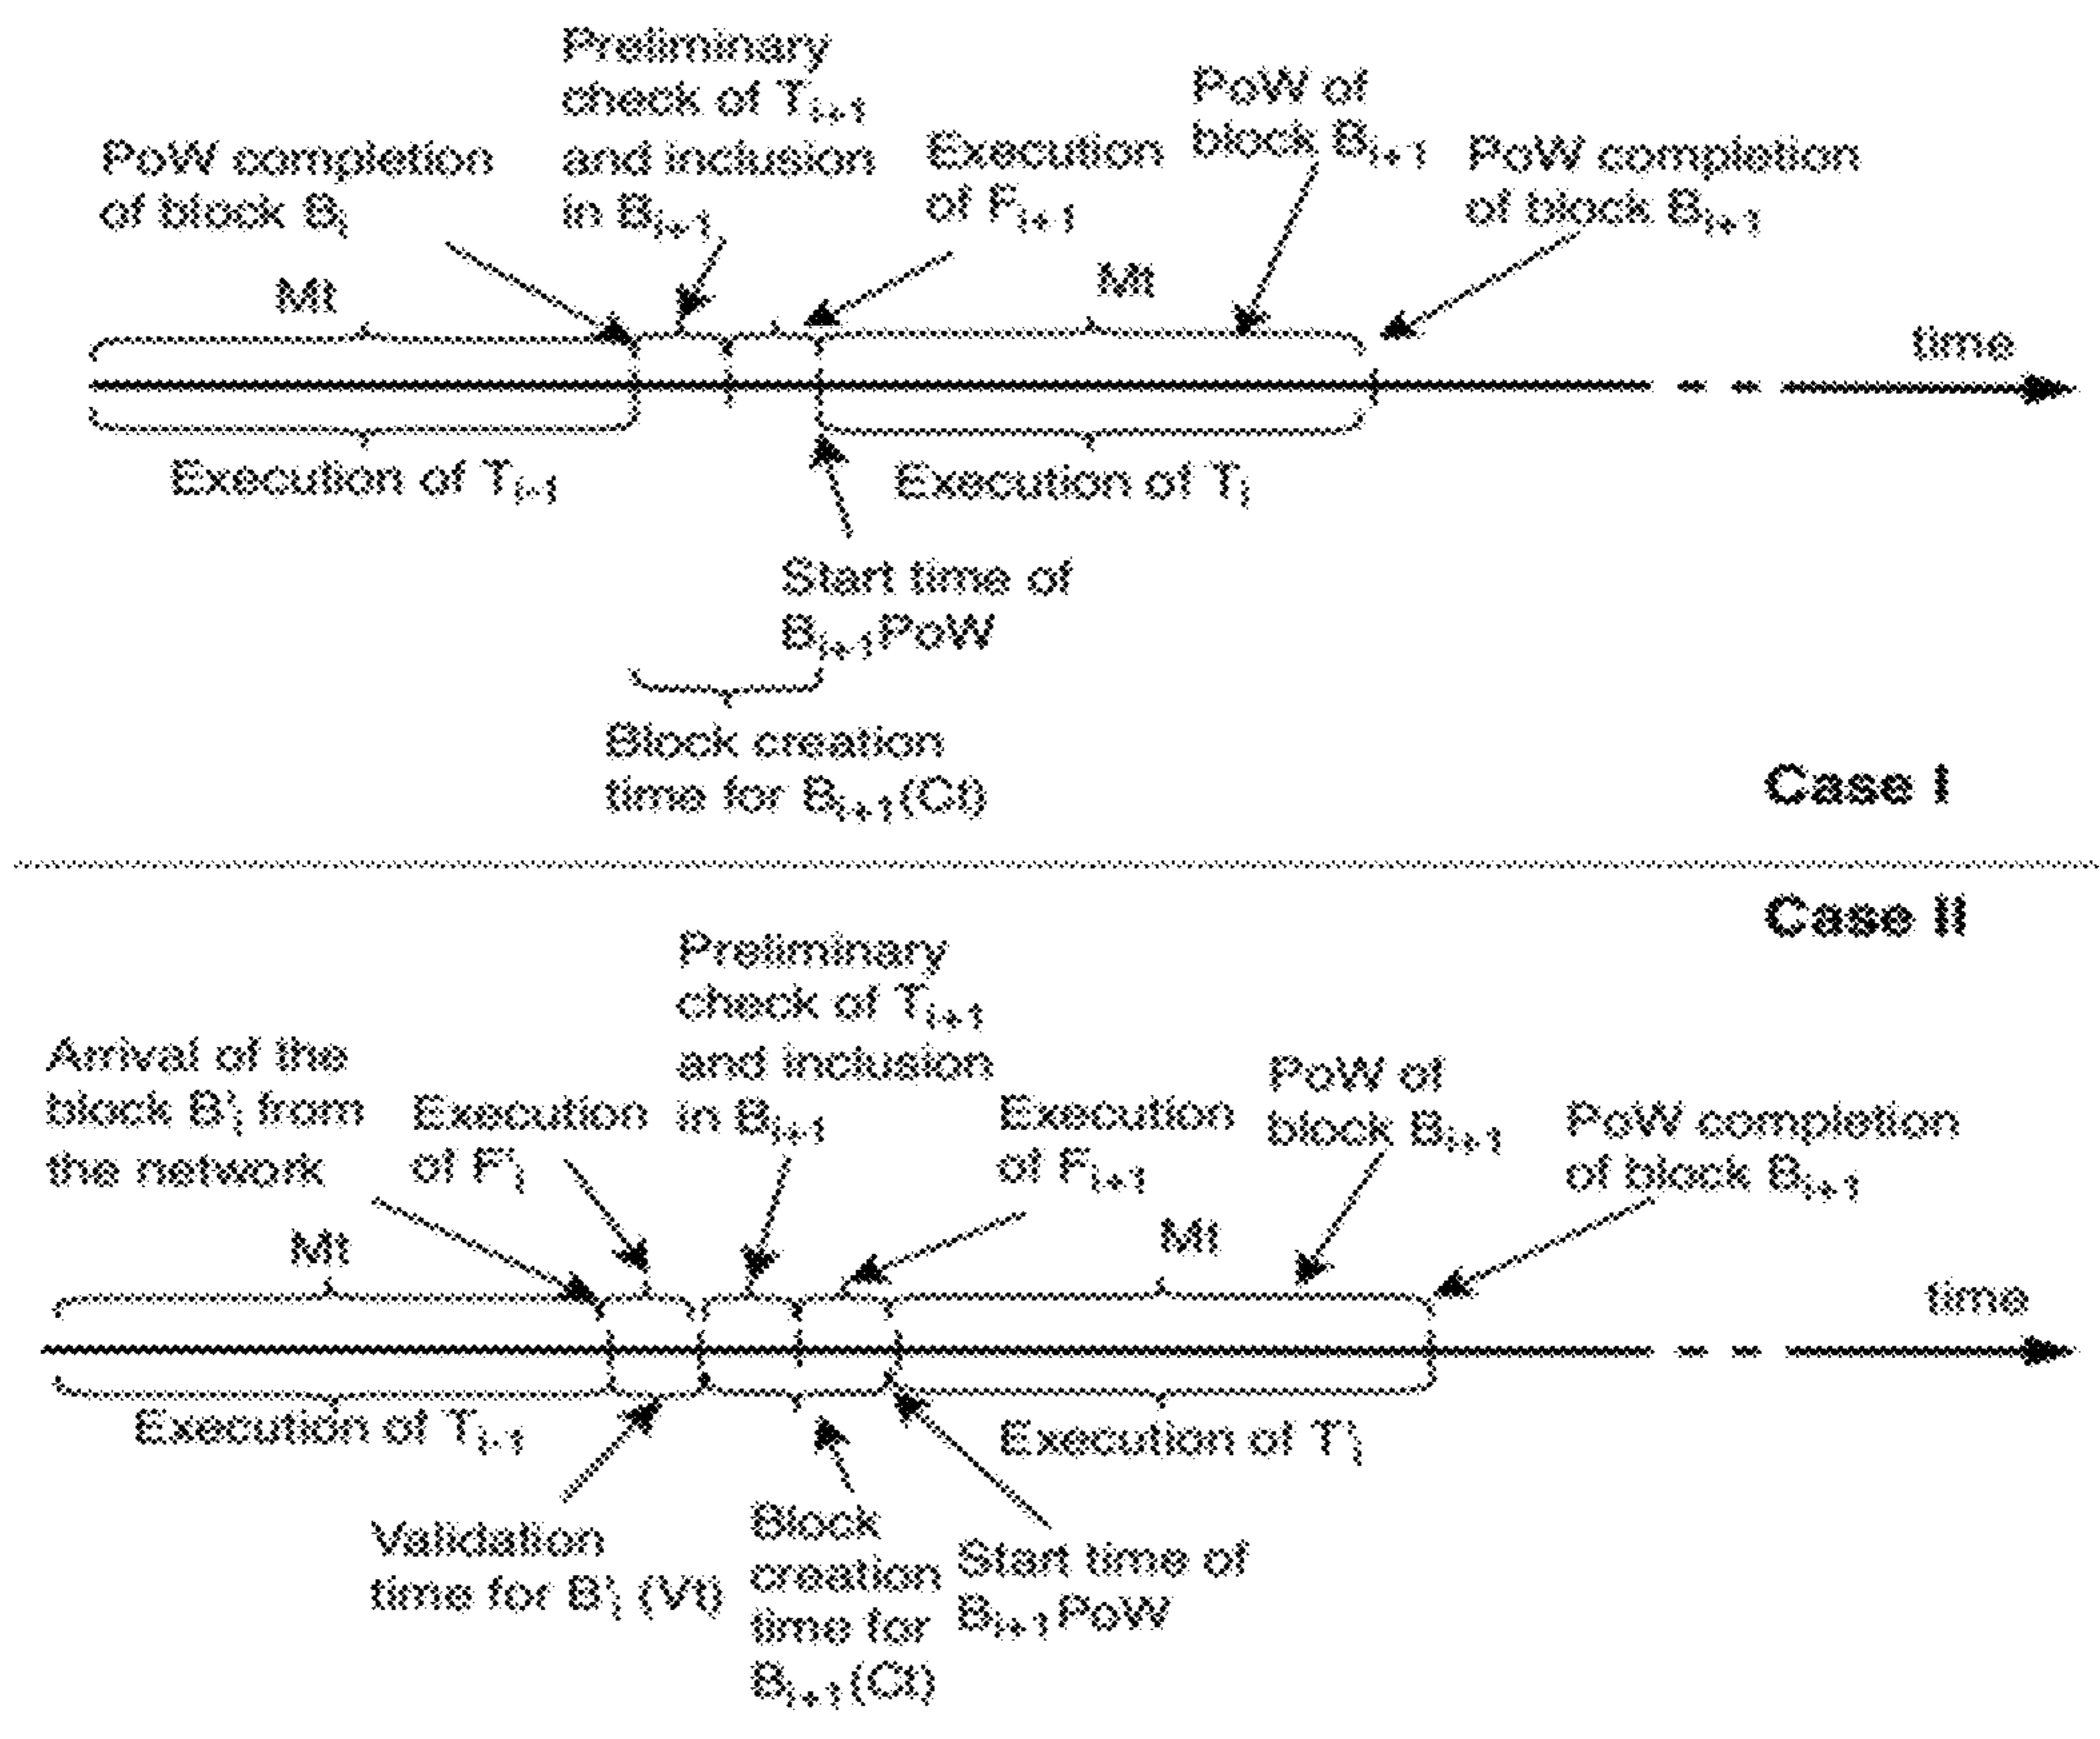 PoW completion
of block Bᵢ
Preliminary
check of Tᵢ₊₁
and inclusion
in Bᵢ₊₁
Execution
of Fᵢ₊₁
PoW of
block Bᵢ₊₁
PoW completion
of block Bᵢ₊₁
Mt
Mt
time
Execution of Tᵢ₋₁
Execution of Tᵢ
Start time of
Bᵢ₊₁PoW
Block creation
time for Bᵢ₊₁(Ct)
Case I
Case II
Arrival of the
block B'ᵢ from
the network
Execution
of F'ᵢ
Preliminary
check of Tᵢ₊₁
and inclusion
in Bᵢ₊₁
Execution
of Fᵢ₊₁
PoW of
block Bᵢ₊₁
PoW completion
of block Bᵢ₊₁
Mt
Mt
time
Execution of Tᵢ₋₁
Execution of T'ᵢ
Validation
time for B'ᵢ (Vt)
Block
creation
time for
Bᵢ₊₁(Ct)
Start time of
Bᵢ₊₁PoW